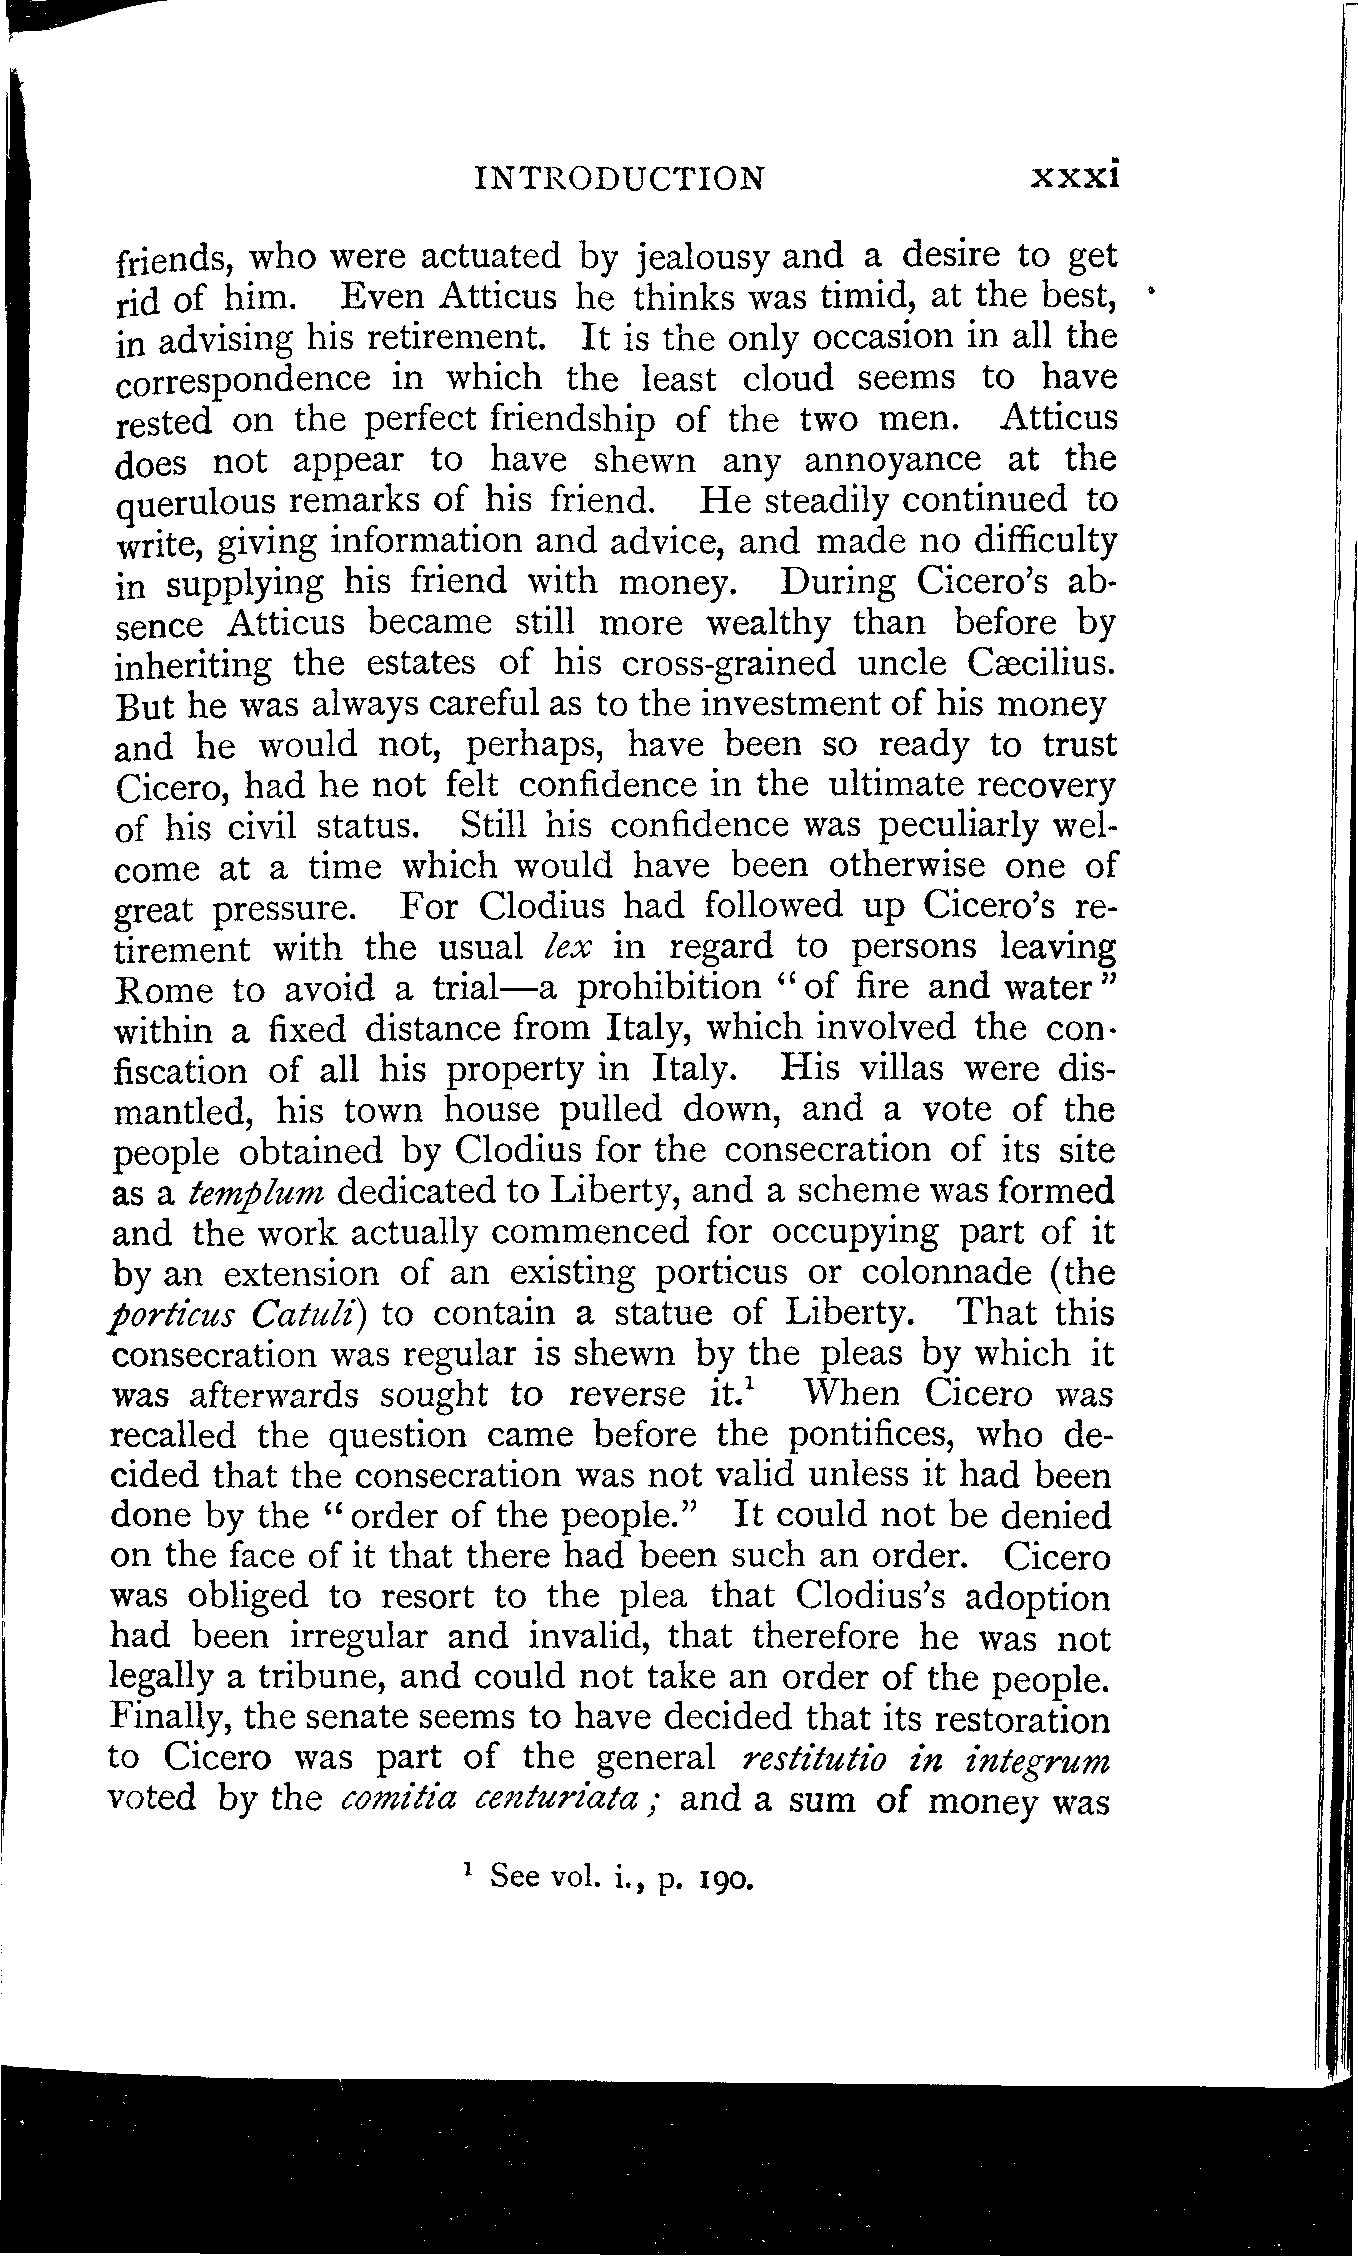 INTRODUCTION xxxi
friends, who were actuated by jealousy and a desire to get
rid of him. Even Atticus he thinks was timid, at the best,
in advising his retirement. It is the only occasion in all the
correspondence in which the least cloud seems to have
rested on the perfect friendship of the two men. Atticus
does not appear to have shewn any annoyance at the
querulous remarks of his friend. He steadily continued to
write, giving information and advice, and made no difficulty
in supplying his friend with money. During Cicero's ab-
sence Atticus became still more wealthy than before by
inheriting the estates of his cross-grained uncle Cæcilius.
But he was always careful as to the investment of his money
and he would not, perhaps, have been so ready to trust
Cicero, had he not felt confidence in the ultimate recovery
of his civil status. Still his confidence was peculiarly wel-
come at a time which would have been otherwise one of
great pressure. For Clodius had followed up Cicero's re-
tirement with the usual lex in regard to persons leaving
Rome to avoid a trial—a prohibition "of fire and water"
within a fixed distance from Italy, which involved the con-
fiscation of all his property in Italy. His villas were dis-
mantled, his town house pulled down, and a vote of the
people obtained by Clodius for the consecration of its site
as a templum dedicated to Liberty, and a scheme was formed
and the work actually commenced for occupying part of it
by an extension of an existing porticus or colonnade (the
porticus Catuli) to contain a statue of Liberty. That this
consecration was regular is shewn by the pleas by which it
was afterwards sought to reverse it.¹ When Cicero was
recalled the question came before the pontifices, who de-
cided that the consecration was not valid unless it had been
done by the "order of the people." It could not be denied
on the face of it that there had been such an order. Cicero
was obliged to resort to the plea that Clodius's adoption
had been irregular and invalid, that therefore he was not
legally a tribune, and could not take an order of the people.
Finally, the senate seems to have decided that its restoration
to Cicero was part of the general restitutio in integrum
voted by the comitia centuriata; and a sum of money was
¹ See vol. i., p. 190.